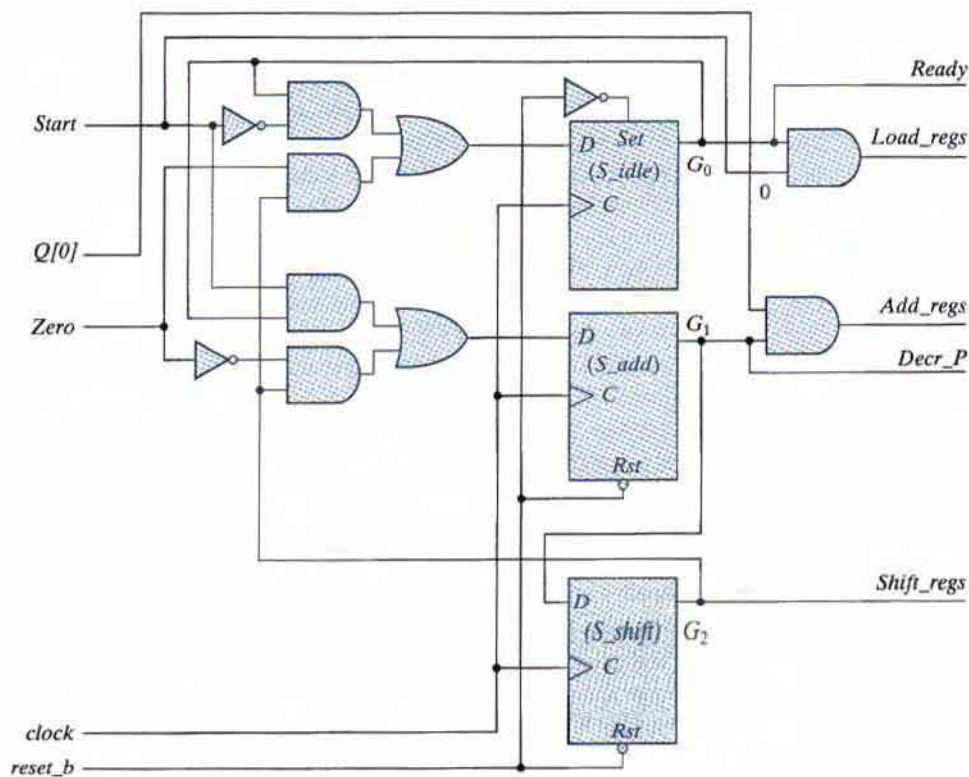 Ready
Start
Set
D
(S_idle)
G0
Load_regs
0
C
Q[0]
Zero
G1
Add_regs
D
(S_add)
Decr_P
C
Rst
D
(S_shift)
G2
Shift_regs
C
Rst
clock
reset_b